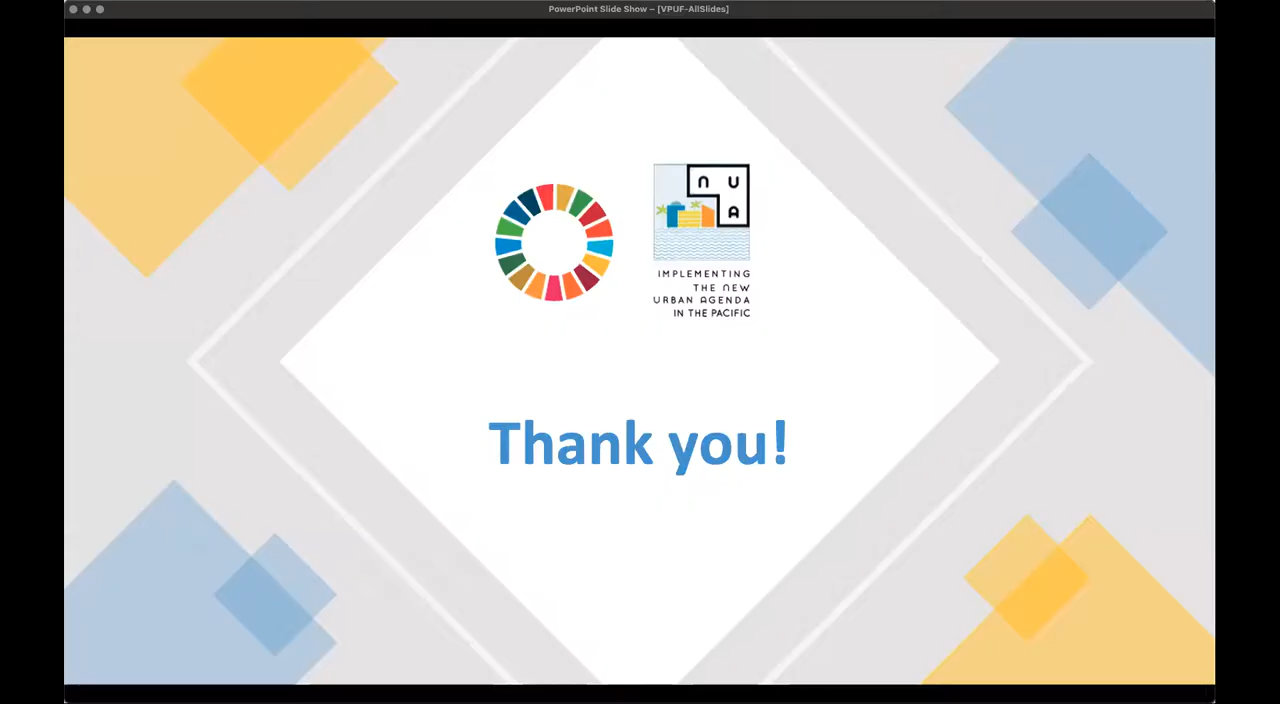 PowerPoint Slide Show – [VPUF-AllSlides]
N U
A
IMPLEMENTING
THE NEW
URBAN AGENDA
IN THE PACIFIC
Thank you!